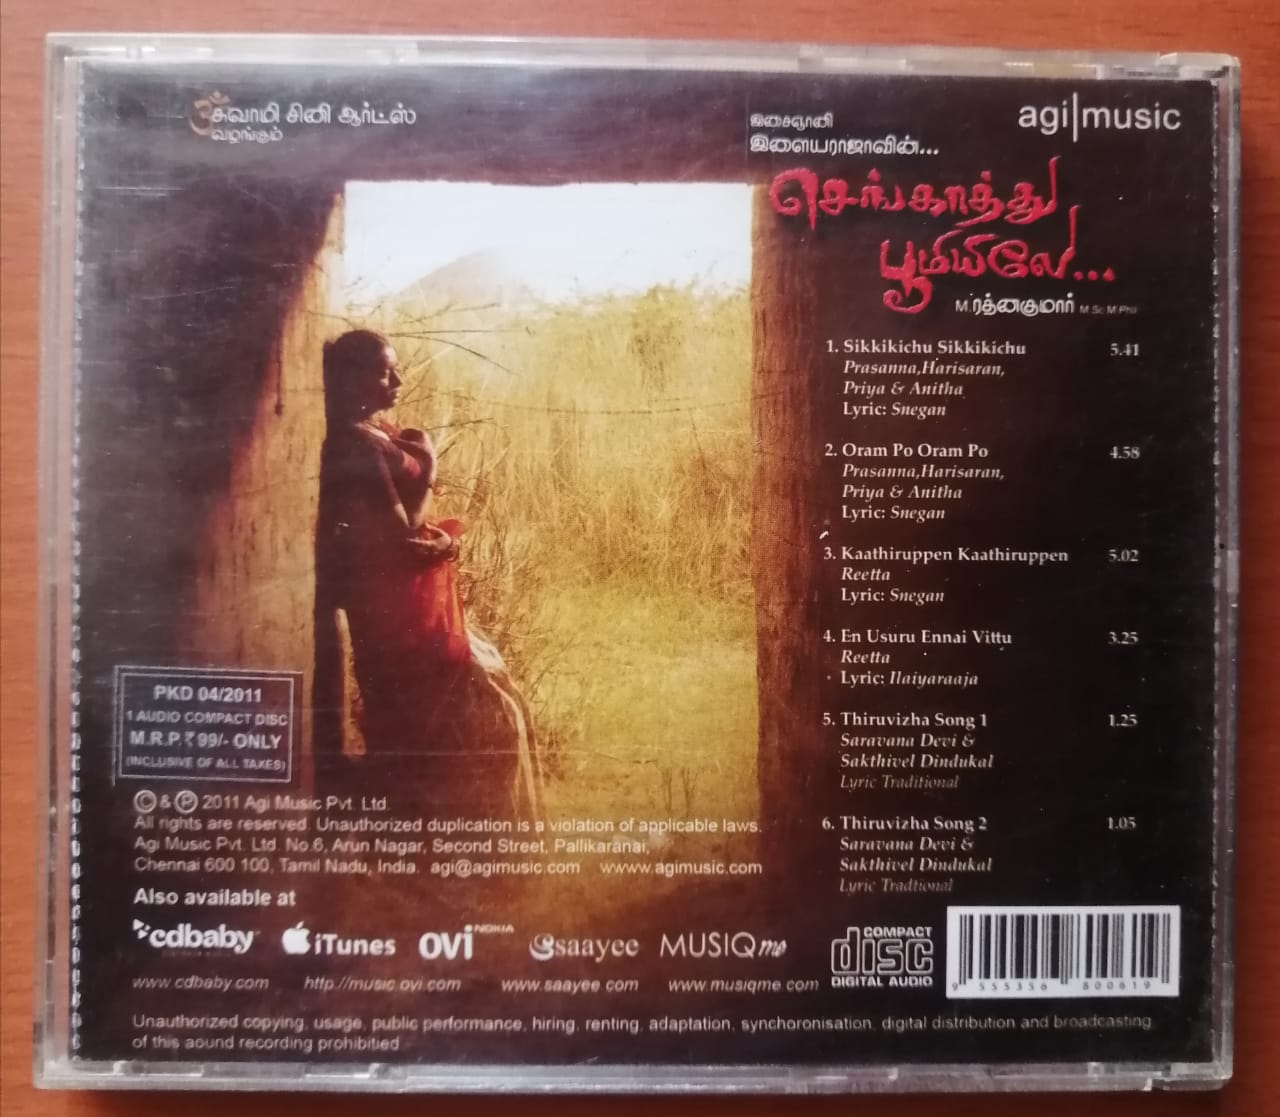 ஓம்
சுவாமி சினி ஆர்ட்ஸ்
வழங்கும்
agi|music
இசைஞானி
இளையராஜாவின்...
செங்காத்து
பூமியிலே...
M.ரத்னகுமார் M.Sc M.Phil
1. Sikkikichu Sikkikichu 5.41
Prasanna,Harisaran,
Priya & Anitha
Lyric: Snegan
2. Oram Po Oram Po 4.58
Prasanna,Harisaran,
Priya & Anitha
Lyric: Snegan
3. Kaathiruppen Kaathiruppen 5.02
Reetta
Lyric: Snegan
4. En Usuru Ennai Vittu 3.25
Reetta
Lyric: Ilaiyaraaja
5. Thiruvizha Song 1 1.25
Saravana Devi &
Sakthivel Dindukal
Lyric Traditional
6. Thiruvizha Song 2 1.05
Saravana Devi &
Sakthivel Dindukal
Lyric Tradtional
PKD 04/2011
1 AUDIO COMPACT DISC
M.R.P.₹ 99/- ONLY
(INCLUSIVE OF ALL TAXES)
© & ℗ 2011 Agi Music Pvt. Ltd.
All rights are reserved. Unauthorized duplication is a violation of applicable laws.
Agi Music Pvt. Ltd. No.6, Arun Nagar, Second Street, Pallikaranai,
Chennai 600 100, Tamil Nadu, India. agi@agimusic.com wwww.agimusic.com
Also available at
cdbaby iTunes OVI NOKIA saayee MUSIQme
www.cdbaby.com http://music.ovi.com www.saayee.com www.musiqme.com
COMPACT
disc
DIGITAL AUDIO
9 555356 800619
Unauthorized copying, usage, public performance, hiring, renting, adaptation, synchoronisation, digital distribution and broadcasting
of this aound recording prohibitied